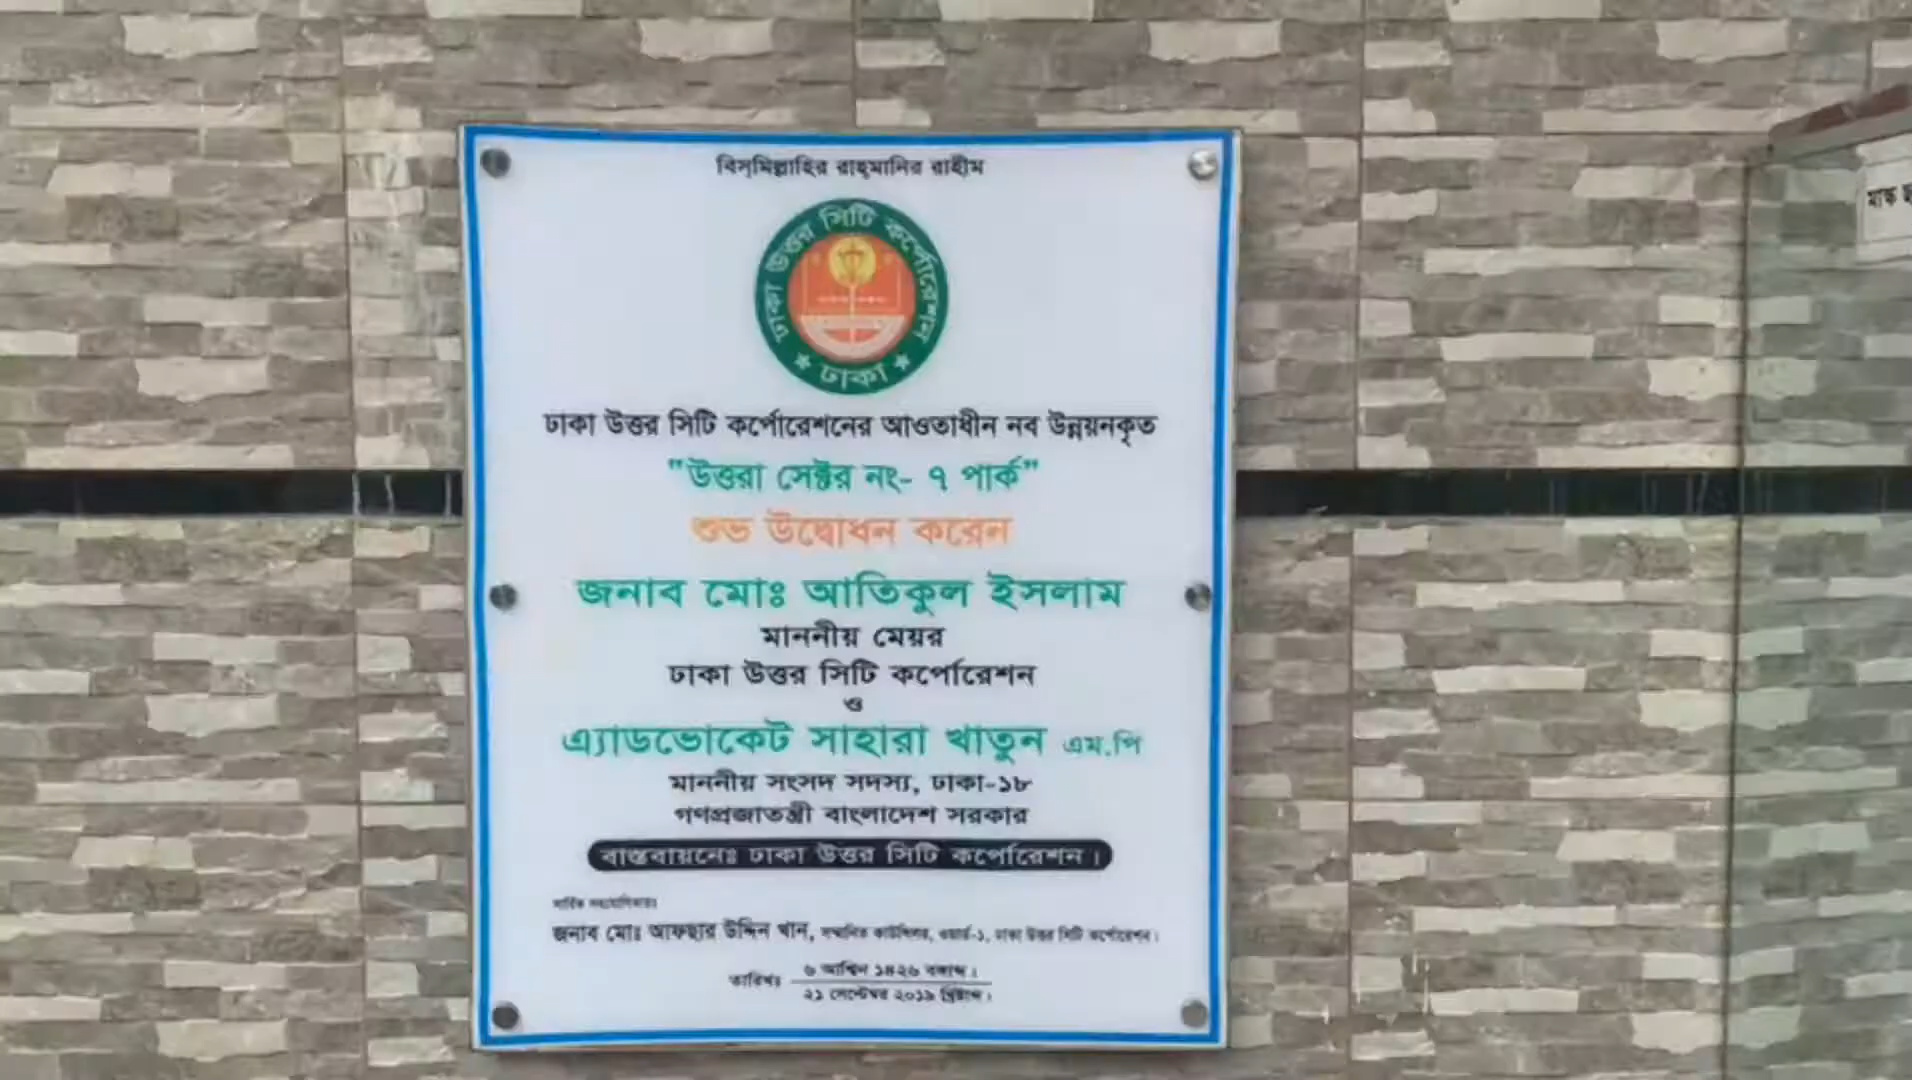 বিস্‌মিল্লাহির রাহ্‌মানির রাহীম
ঢাকা উত্তর সিটি কর্পোরেশন
ঢাকা
ঢাকা উত্তর সিটি কর্পোরেশনের আওতাধীন নব উন্নয়নকৃত
"উত্তরা সেক্টর নং- ৭ পার্ক"
শুভ উদ্বোধন করেন
জনাব মোঃ আতিকুল ইসলাম
মাননীয় মেয়র
ঢাকা উত্তর সিটি কর্পোরেশন
ও
এ্যাডভোকেট সাহারা খাতুন এম.পি
মাননীয় সংসদ সদস্য, ঢাকা-১৮
গণপ্রজাতন্ত্রী বাংলাদেশ সরকার
বাস্তবায়নেঃ ঢাকা উত্তর সিটি কর্পোরেশন।
সার্বিক সহযোগিতায়ঃ
জনাব মোঃ আফছার উদ্দিন খান, সম্মানিত কাউন্সিলর, ওয়ার্ড-১, ঢাকা উত্তর সিটি কর্পোরেশন।
তারিখঃ ৬ আশ্বিন ১৪২৬ বঙ্গাব্দ।
২১ সেপ্টেম্বর ২০১৯ খ্রিষ্টাব্দ।
মাস্ক